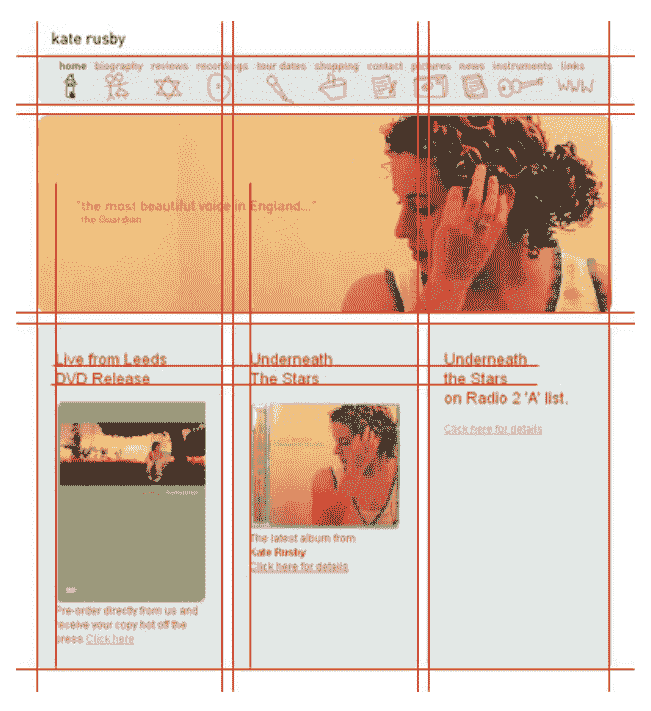 kate rusby
home biography reviews recordings tour dates shopping contact pictures news instruments links
www
"the most beautiful voice in England..."
the Guardian
Live from Leeds
DVD Release
Pre-order directly from us and
receive your copy hot off the
press Click here
Underneath
The Stars
The latest album from
Kate Rusby
Click here for details
Underneath
the Stars
on Radio 2 'A' list.
Click here for details